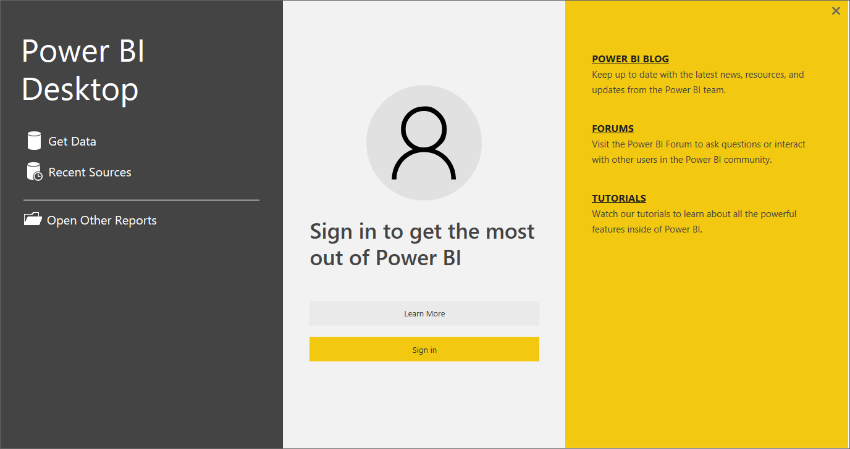 Power BI
Desktop
Get Data
Recent Sources
Open Other Reports
Sign in to get the most
out of Power BI
Learn More
Sign in
POWER BI BLOG
Keep up to date with the latest news, resources, and
updates from the Power BI team.
FORUMS
Visit the Power BI Forum to ask questions or interact
with other users in the Power BI community.
TUTORIALS
Watch our tutorials to learn about all the powerful
features inside of Power BI.